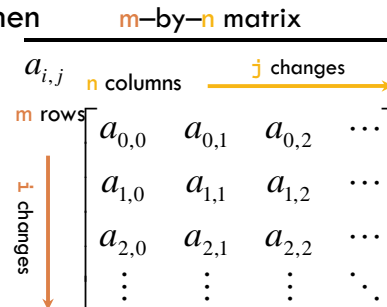 men m–by–n matrix
a_{i,j} n columns j changes
m rows
i changes
a_{0,0} a_{0,1} a_{0,2} ⋯
a_{1,0} a_{1,1} a_{1,2} ⋯
a_{2,0} a_{2,1} a_{2,2} ⋯
⋮ ⋮ ⋮ ⋱